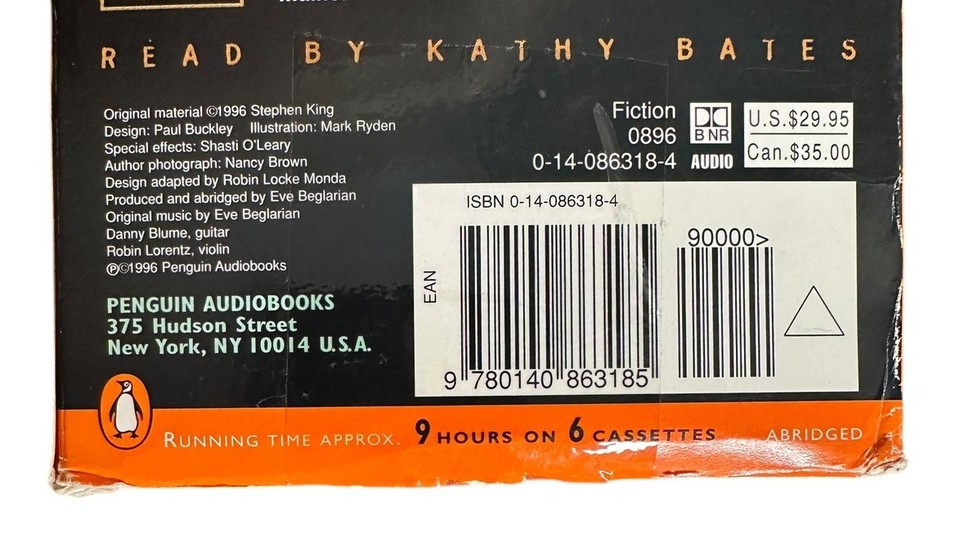 READ BY KATHY BATES
Original material ©1996 Stephen King
Design: Paul Buckley Illustration: Mark Ryden
Special effects: Shasti O'Leary
Author photograph: Nancy Brown
Design adapted by Robin Locke Monda
Produced and abridged by Eve Beglarian
Original music by Eve Beglarian
Danny Blume, guitar
Robin Lorentz, violin
℗©1996 Penguin Audiobooks
PENGUIN AUDIOBOOKS
375 Hudson Street
New York, NY 10014 U.S.A.
Fiction
0896
0-14-086318-4
B NR
AUDIO
U.S.$29.95
Can.$35.00
ISBN 0-14-086318-4
EAN
9 780140 863185
90000>
RUNNING TIME APPROX. 9 HOURS ON 6 CASSETTES ABRIDGED